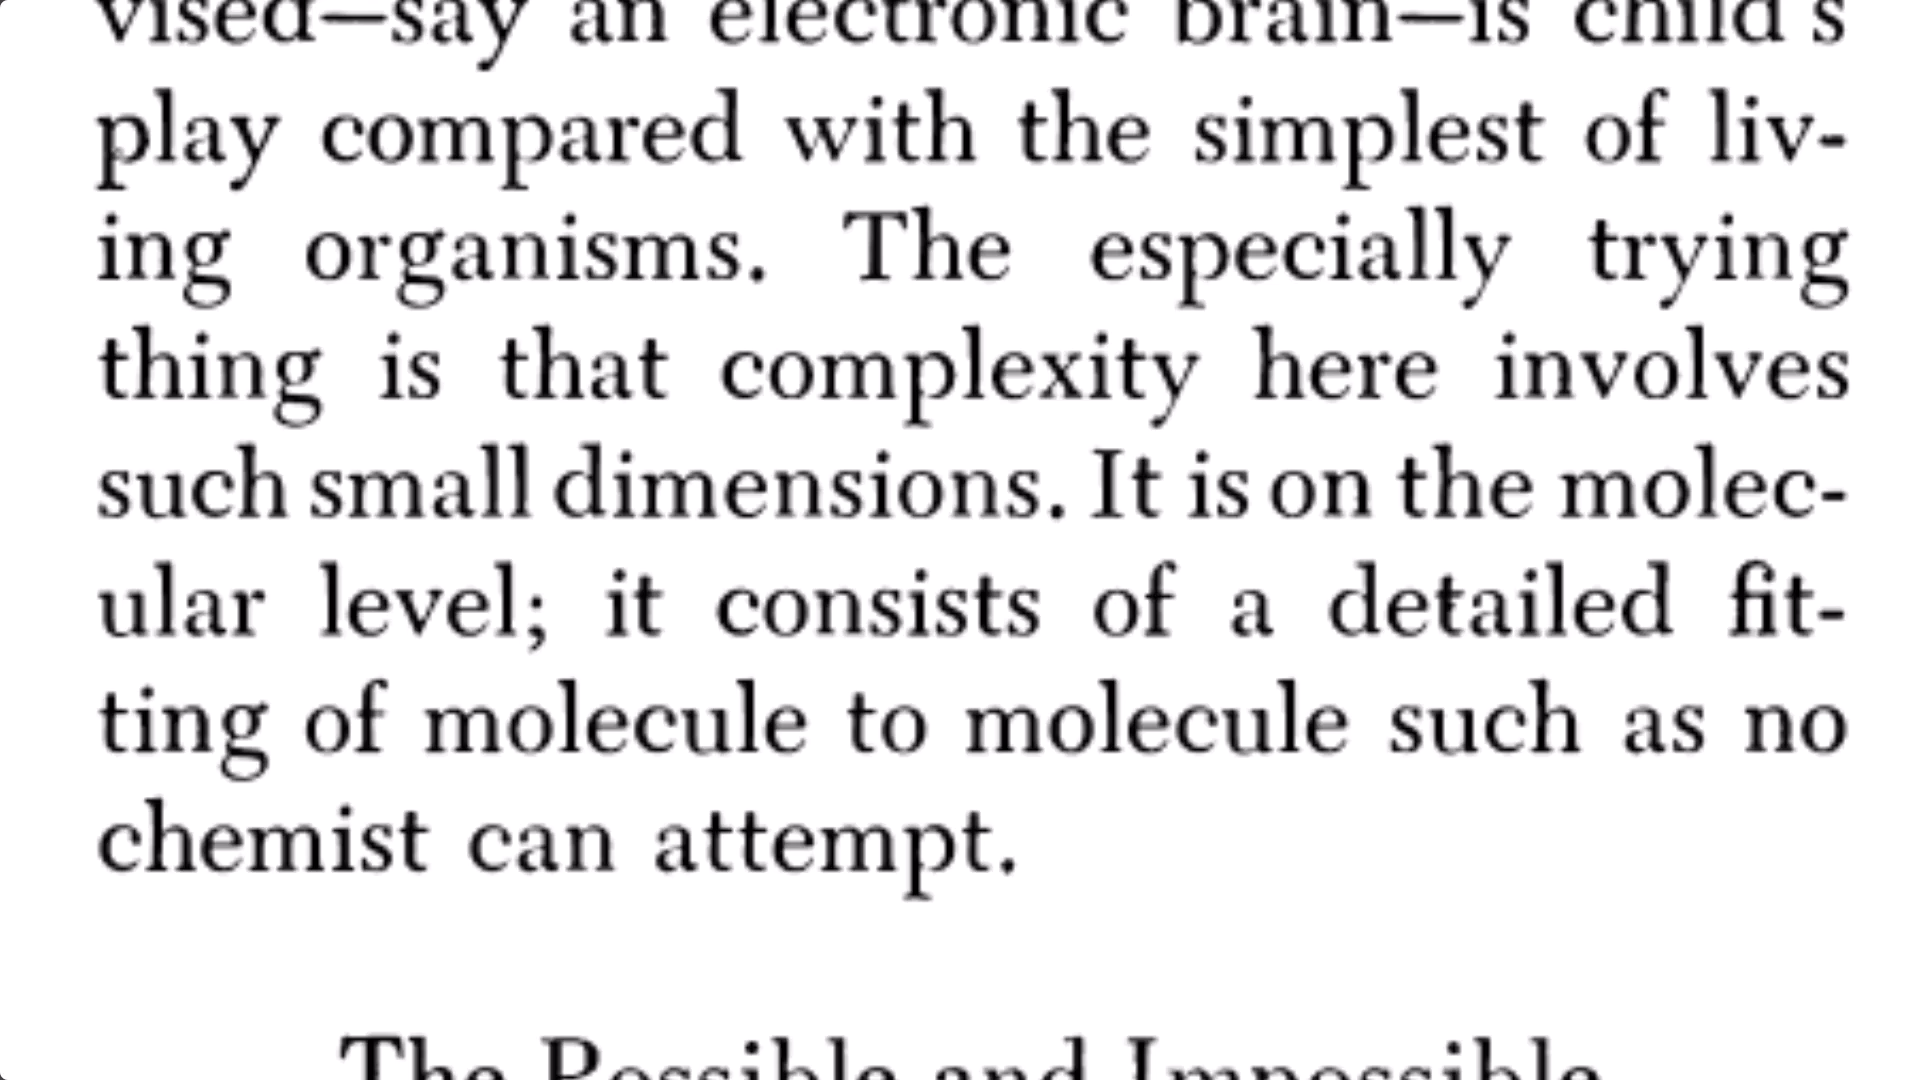 vised—say an electronic brain—is child's
play compared with the simplest of liv-
ing organisms. The especially trying
thing is that complexity here involves
such small dimensions. It is on the molec-
ular level; it consists of a detailed fit-
ting of molecule to molecule such as no
chemist can attempt.
The Possible and Impossible